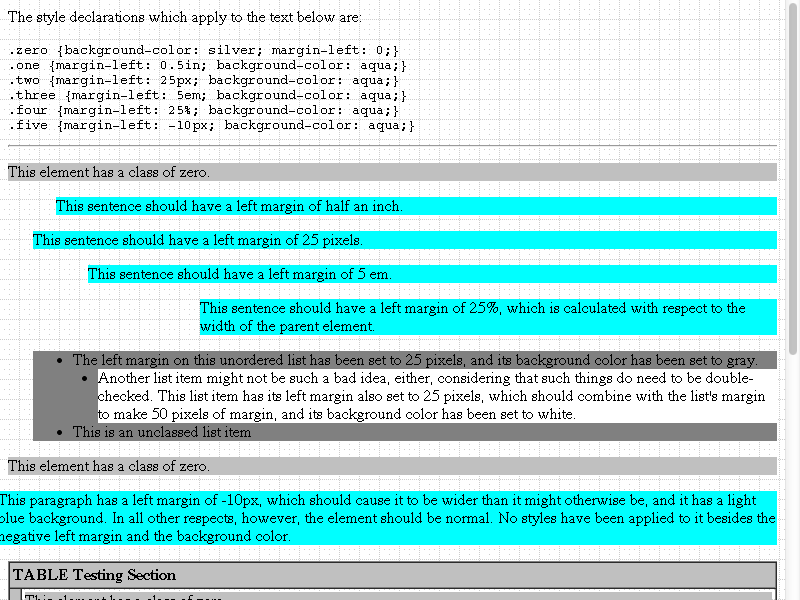 The style declarations which apply to the text below are:
.zero {background-color: silver; margin-left: 0;}
.one {margin-left: 0.5in; background-color: aqua;}
.two {margin-left: 25px; background-color: aqua;}
.three {margin-left: 5em; background-color: aqua;}
.four {margin-left: 25%; background-color: aqua;}
.five {margin-left: -10px; background-color: aqua;}
This element has a class of zero.
This sentence should have a left margin of half an inch.
This sentence should have a left margin of 25 pixels.
This sentence should have a left margin of 5 em.
This sentence should have a left margin of 25%, which is calculated with respect to the
width of the parent element.
The left margin on this unordered list has been set to 25 pixels, and its background color has been set to gray.
Another list item might not be such a bad idea, either, considering that such things do need to be double-
checked. This list item has its left margin also set to 25 pixels, which should combine with the list's margin
to make 50 pixels of margin, and its background color has been set to white.
This is an unclassed list item
This element has a class of zero.
This paragraph has a left margin of -10px, which should cause it to be wider than it might otherwise be, and it has a light
blue background. In all other respects, however, the element should be normal. No styles have been applied to it besides the
negative left margin and the background color.
TABLE Testing Section
This element has a class of zero.